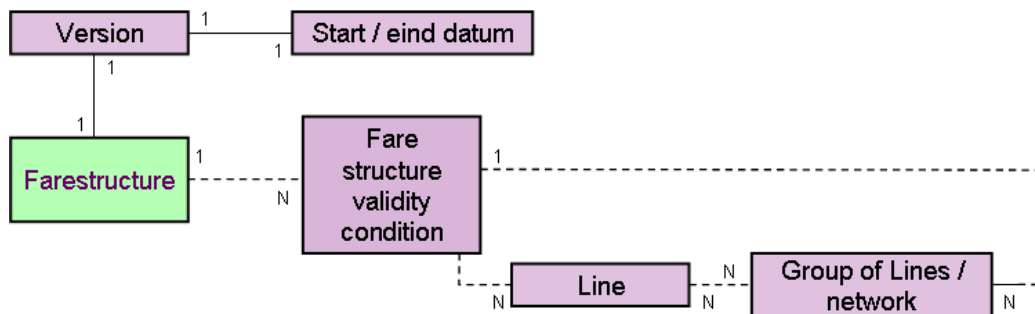 Version
1
1
Start / eind datum
1
1
Farestructure
1
N
Fare
structure
validity
condition
1
N
Line
N
N
Group of Lines /
network
N